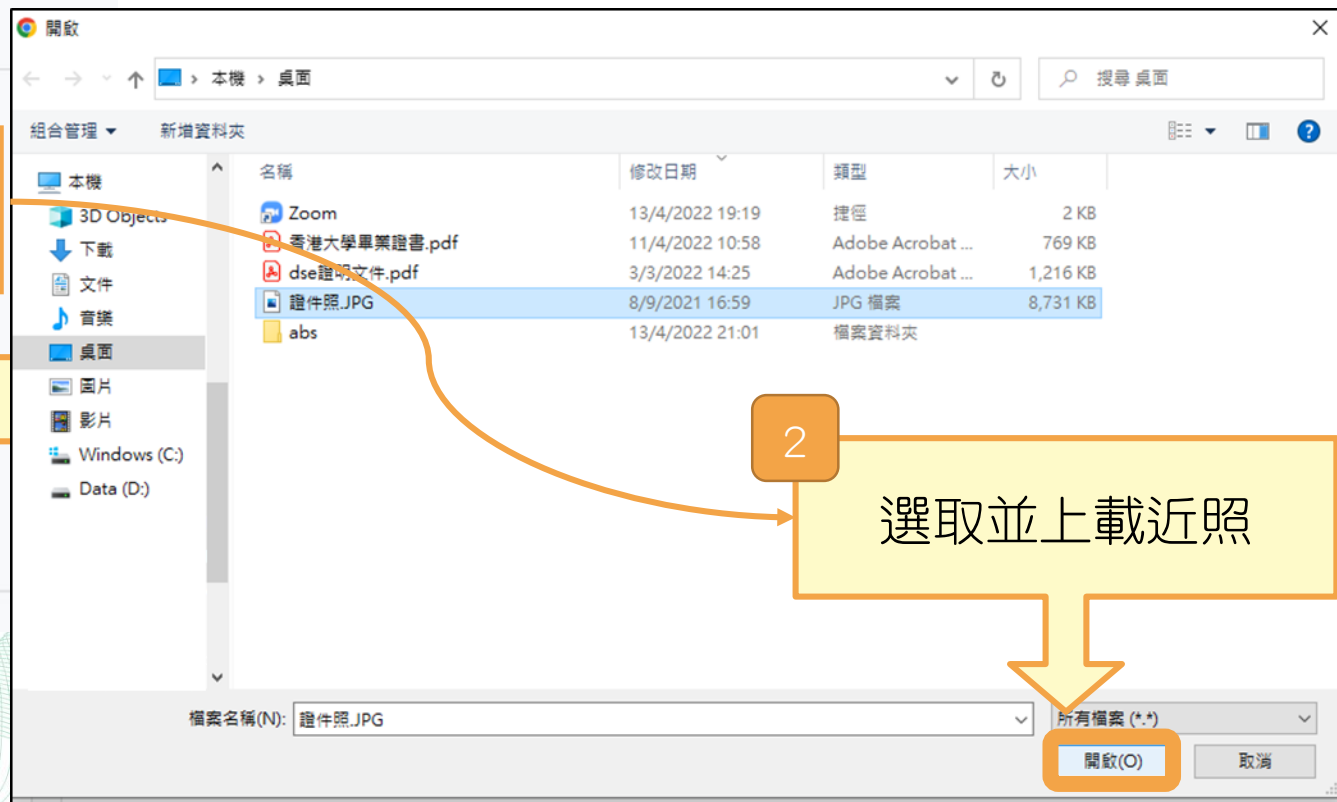 開啟
本機 › 桌面
搜尋 桌面
組合管理 新增資料夾
名稱 修改日期 類型 大小
本機
3D Objects
下載
文件
音樂
桌面
圖片
影片
Windows (C:)
Data (D:)
Zoom 13/4/2022 19:19 捷徑 2 KB
香港大學畢業證書.pdf 11/4/2022 10:58 Adobe Acrobat ... 769 KB
dse證明文件.pdf 3/3/2022 14:25 Adobe Acrobat ... 1,216 KB
證件照.JPG 8/9/2021 16:59 JPG 檔案 8,731 KB
abs 13/4/2022 21:01 檔案資料夾
2
選取並上載近照
檔案名稱(N): 證件照.JPG
所有檔案 (*.*)
開啟(O) 取消